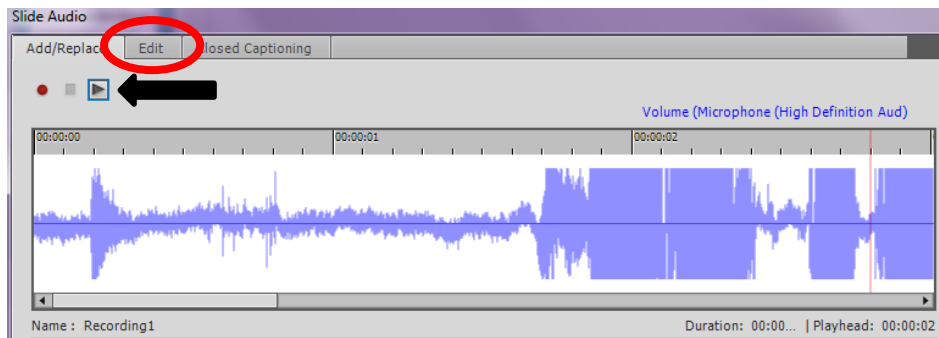 Slide Audio
Add/Replac Edit losed Captioning
Volume (Microphone (High Definition Aud)
00:00:00 00:00:01 00:00:02
Name : Recording1 Duration: 00:00... | Playhead: 00:00:02